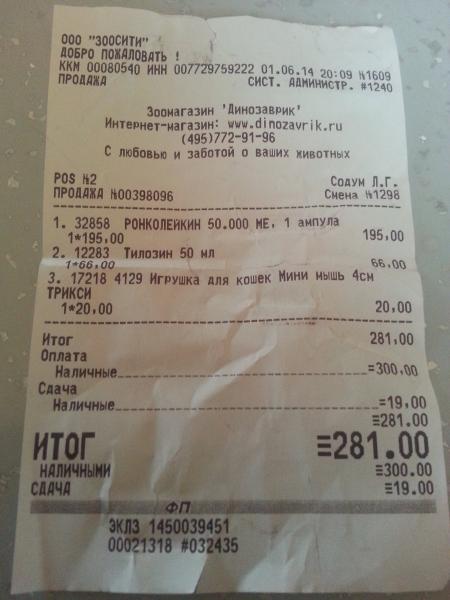 ООО "ЗООСИТИ"
ДОБРО ПОЖАЛОВАТЬ !
ККМ 00080540 ИНН 007729759222 01.06.14 20:09 №1609
ПРОДАЖА СИСТ. АДМИНИСТР. #1240
Зоомагазин 'Динозаврик'
Интернет-магазин: www.dinozavrik.ru
(495)772-91-96
С любовью и заботой о ваших животных
POS №2 Содум Л.Г.
ПРОДАЖА №00398096 Смена №1298
1. 32858 РОНКОЛЕЙКИН 50.000 МЕ, 1 ампула
1*195,00 195,00
2. 12283 Тилозин 50 мл
1*66,00 66,00
3. 17218 4129 Игрушка для кошек Мини мышь 4см
ТРИКСИ
1*20,00 20,00
Итог 281,00
Оплата
Наличные =300,00
Сдача
Наличные =19,00
≡281.00
ИТОГ ≡281.00
НАЛИЧНЫМИ ≡300.00
СДАЧА ≡19.00
ФП
ЭКЛЗ 1450039451
00021318 #032435